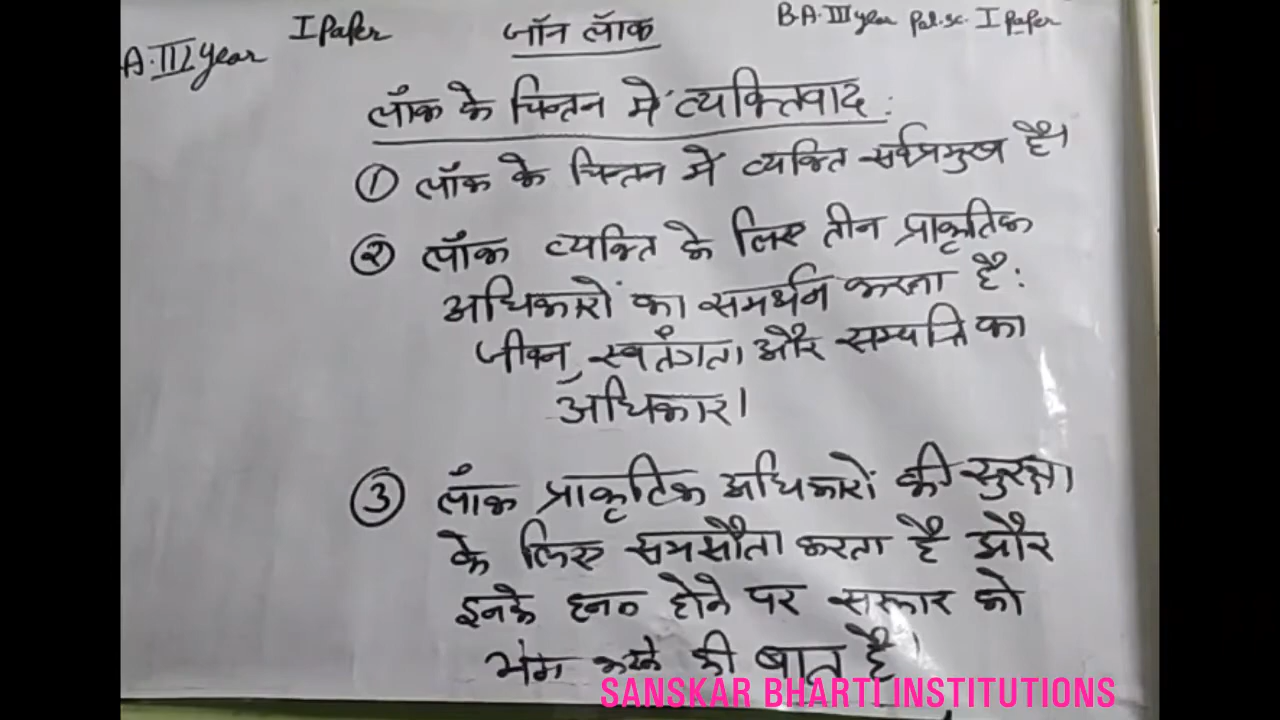 A.III year I Paper जॉन लॉक B.A.III year Pol.sc. I Paper
लॉक के चिन्तन में व्यक्तिवाद :
① लॉक के चिन्तन में व्यक्ति सर्वप्रमुख है।
② लॉक व्यक्ति के लिए तीन प्राकृतिक
अधिकारों का समर्थन करता है :
जीवन, स्वतंत्रता और सम्पत्ति का
अधिकार।
③ लॉक प्राकृतिक अधिकारों की सुरक्षा
के लिए समझौता करता है और
इनके हनन होने पर सरकार को
भंग करने की बात है।
SANSKAR BHARTI INSTITUTIONS